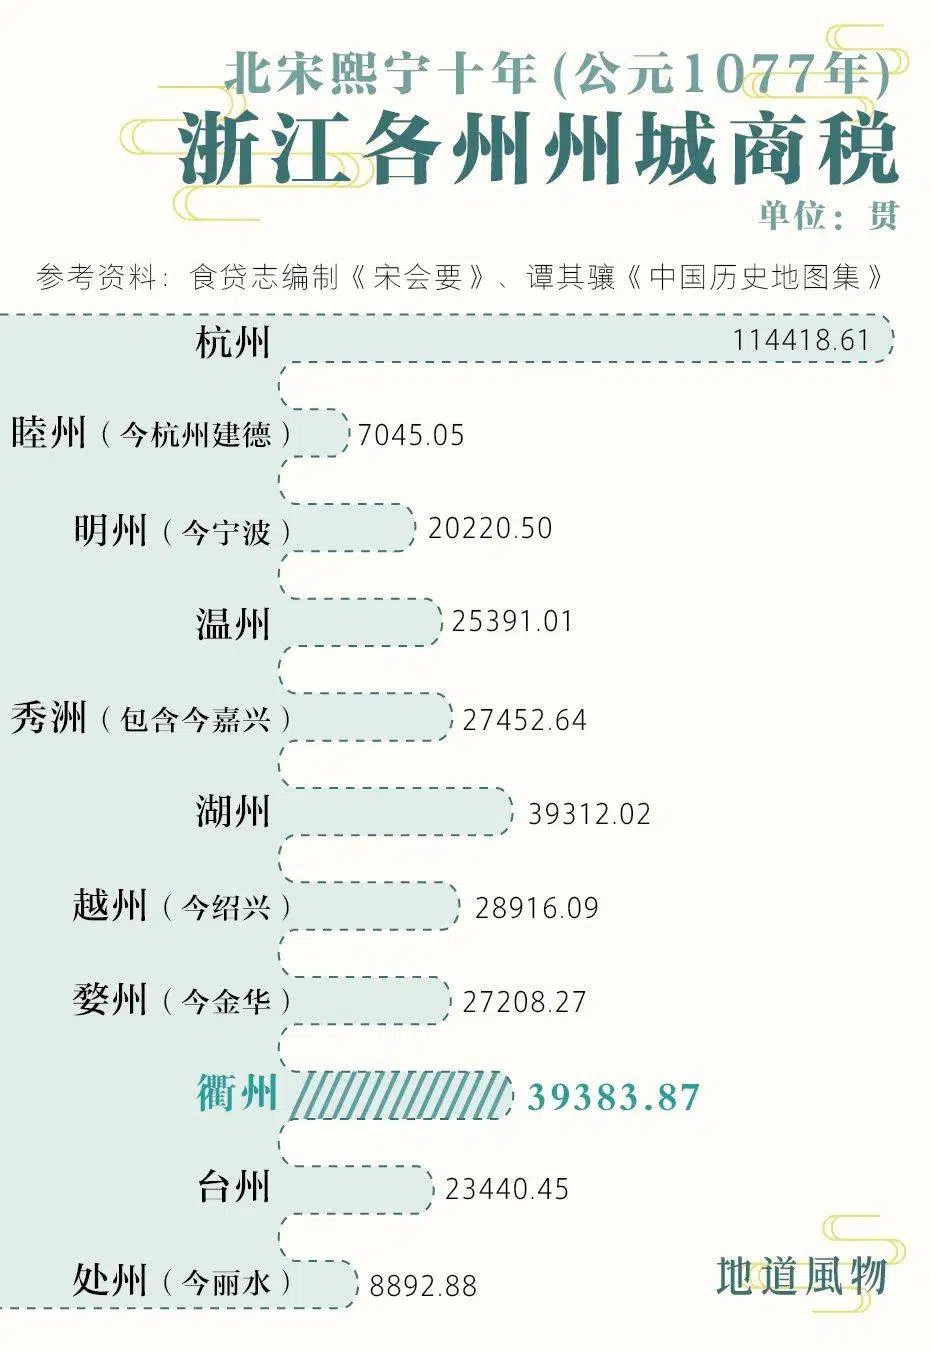 北宋熙宁十年(公元1077年)
浙江各州州城商税
单位：贯
参考资料：食贷志编制《宋会要》、谭其骧《中国历史地图集》
杭州 114418.61
睦州（今杭州建德） 7045.05
明州（今宁波） 20220.50
温州 25391.01
秀洲（包含今嘉兴） 27452.64
湖州 39312.02
越州（今绍兴） 28916.09
婺州（今金华） 27208.27
衢州 39383.87
台州 23440.45
处州（今丽水） 8892.88
地道風物